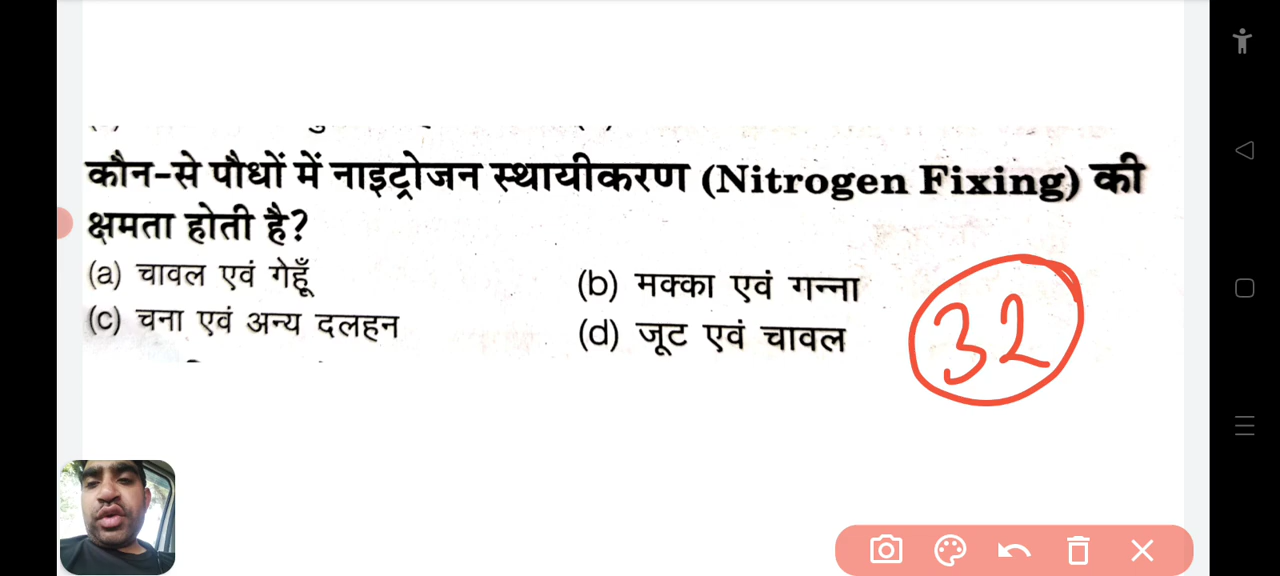 कौन-से पौधों में नाइट्रोजन स्थायीकरण (Nitrogen Fixing) की
क्षमता होती है?
(a) चावल एवं गेहूँ
(b) मक्का एवं गन्ना
(c) चना एवं अन्य दलहन
(d) जूट एवं चावल
32